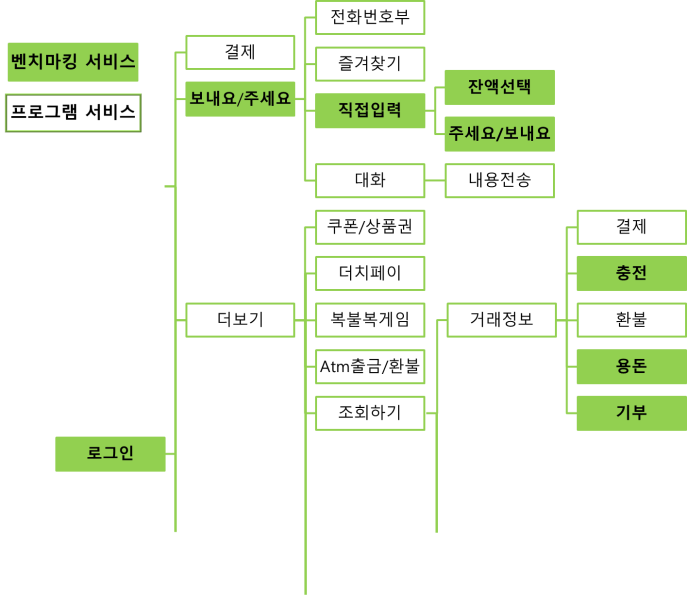 벤치마킹 서비스
프로그램 서비스
로그인
결제
보내요/주세요
전화번호부
즐겨찾기
직접입력
잔액선택
주세요/보내요
대화
내용전송
더보기
쿠폰/상품권
더치페이
복불복게임
Atm출금/환불
조회하기
거래정보
결제
충전
환불
용돈
기부